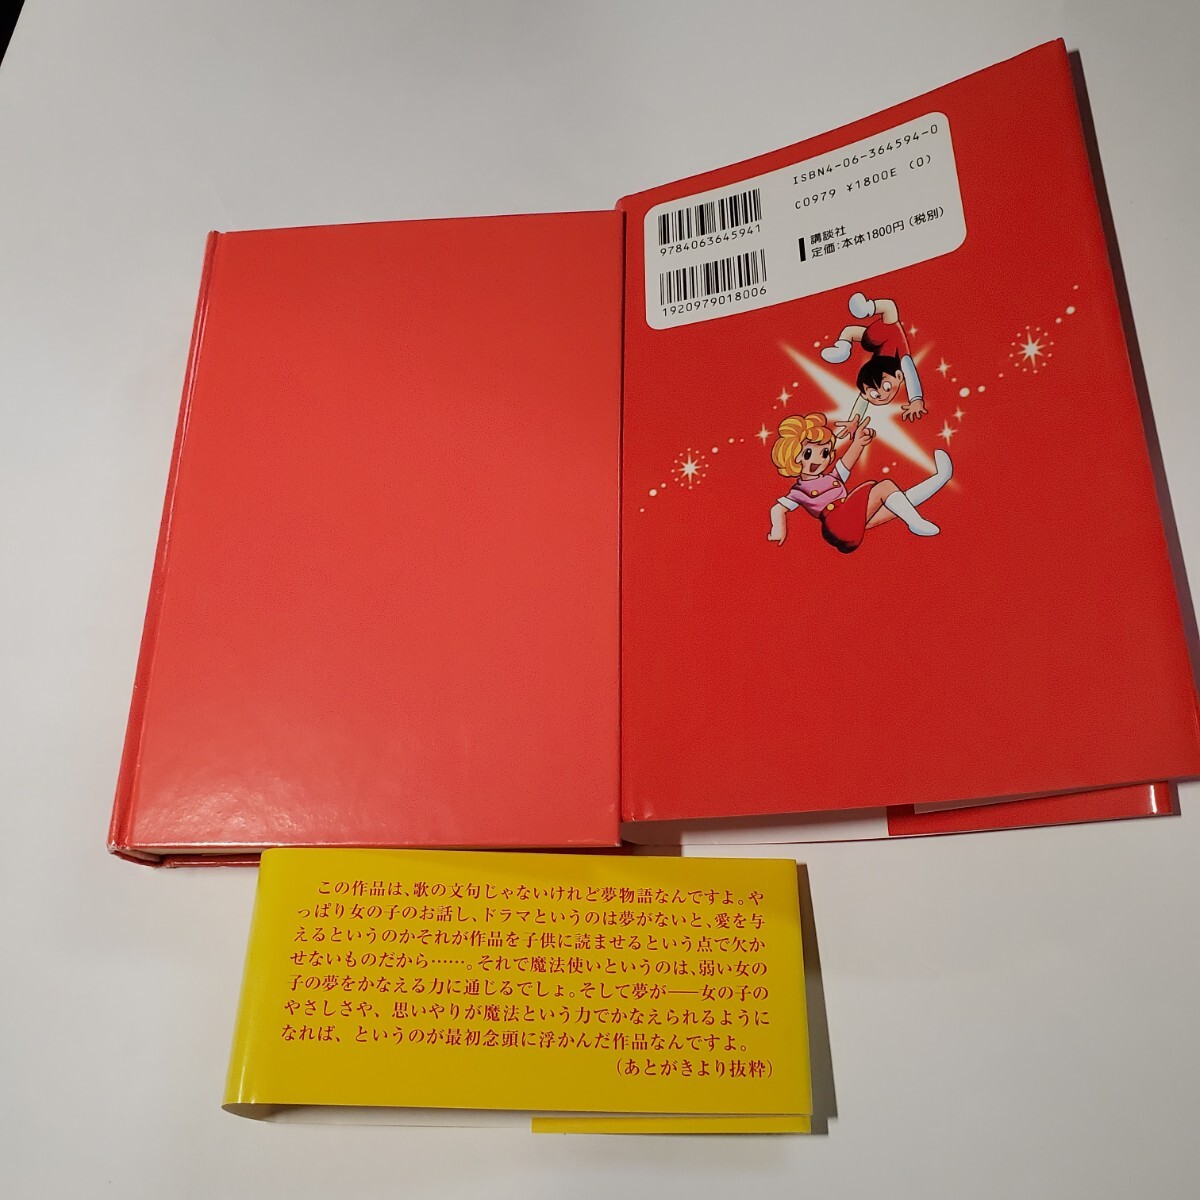 ISBN4-06-364594-0
C0979 ¥1800E (0)
9784063645941
講談社
定価:本体1800円(税別)
1920979018006
この作品は、歌の文句じゃないけれど夢物語なんですよ。や
っぱり女の子のお話し、ドラマというのは夢がないと、愛を与
えるというのかそれが作品を子供に読ませるという点で欠か
せないものだから……。それで魔法使いというのは、弱い女の
子の夢をかなえる力に通じるでしょ。そして夢が――女の子の
やさしさや、思いやりが魔法という力でかなえられるように
なれば、というのが最初念頭に浮かんだ作品なんですよ。
(あとがきより抜粋)